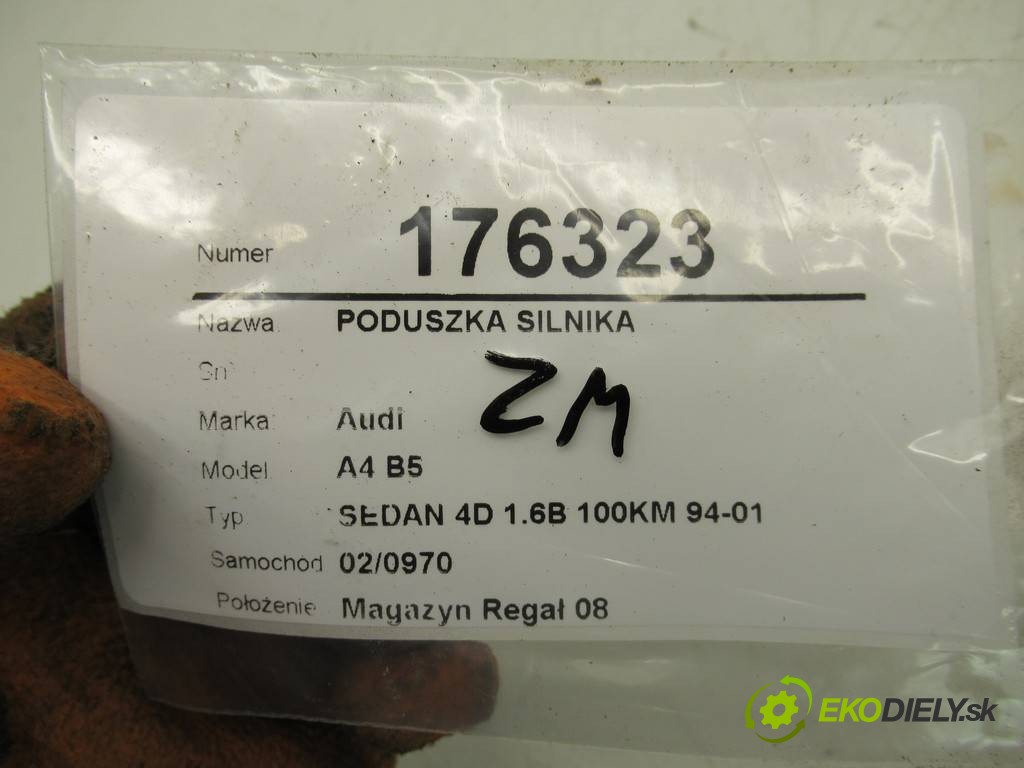 Numer 176323
Nazwa PODUSZKA SILNIKA
Sn
ZM
Marka Audi
Model A4 B5
Typ SEDAN 4D 1.6B 100KM 94-01
Samochód 02/0970
Położenie Magazyn Regał 08
EKODIELY.sk